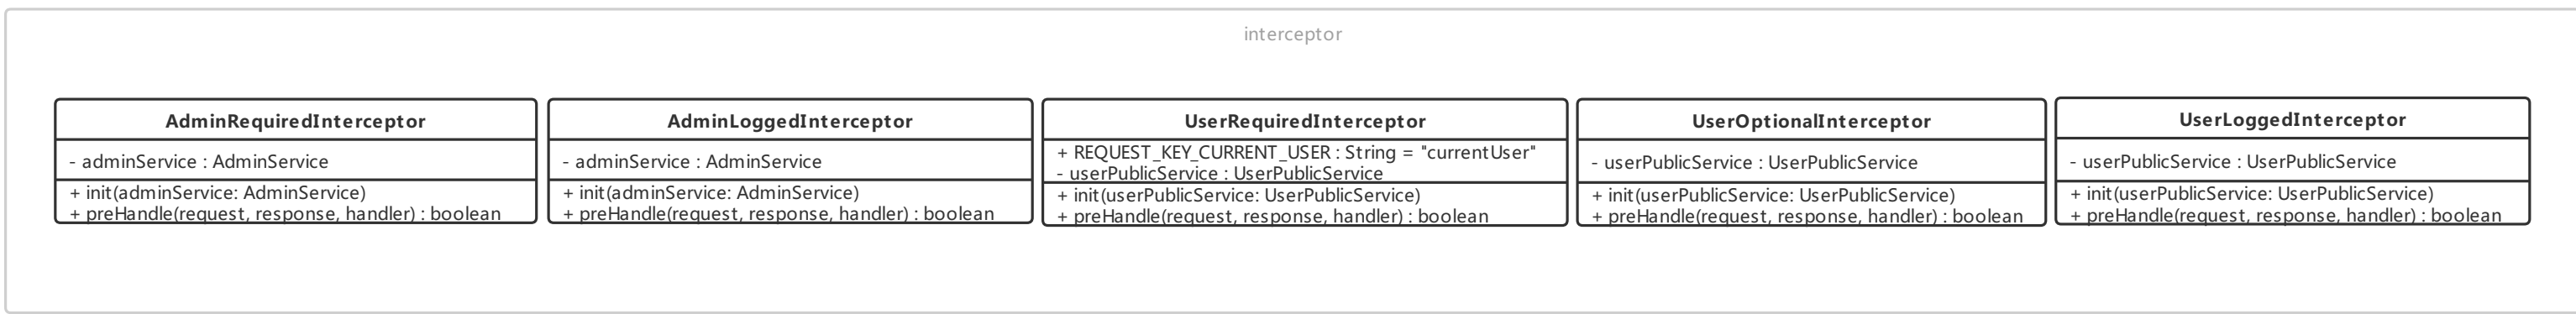 interceptor
AdminRequiredInterceptor
- adminService : AdminService
+ init(adminService: AdminService)
+ preHandle(request, response, handler) : boolean
AdminLoggedInterceptor
- adminService : AdminService
+ init(adminService: AdminService)
+ preHandle(request, response, handler) : boolean
UserRequiredInterceptor
+ REQUEST_KEY_CURRENT_USER : String = "currentUser"
- userPublicService : UserPublicService
+ init(userPublicService: UserPublicService)
+ preHandle(request, response, handler) : boolean
UserOptionalInterceptor
- userPublicService : UserPublicService
+ init(userPublicService: UserPublicService)
+ preHandle(request, response, handler) : boolean
UserLoggedInterceptor
- userPublicService : UserPublicService
+ init(userPublicService: UserPublicService)
+ preHandle(request, response, handler) : boolean